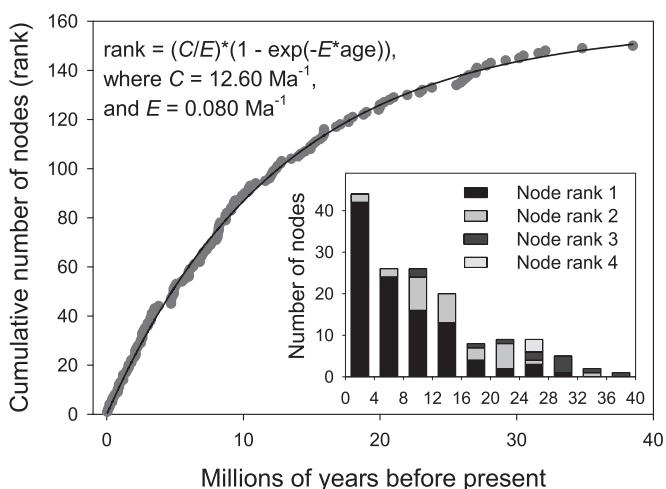 rank = (C/E)*(1 - exp(-E*age)),
where C = 12.60 Ma⁻¹,
and E = 0.080 Ma⁻¹
Cumulative number of nodes (rank)
160
140
120
100
80
60
40
20
0
0 10 20 30 40
Millions of years before present
Number of nodes
40
30
20
10
0
0 4 8 12 16 20 24 28 32 36 40
Node rank 1
Node rank 2
Node rank 3
Node rank 4